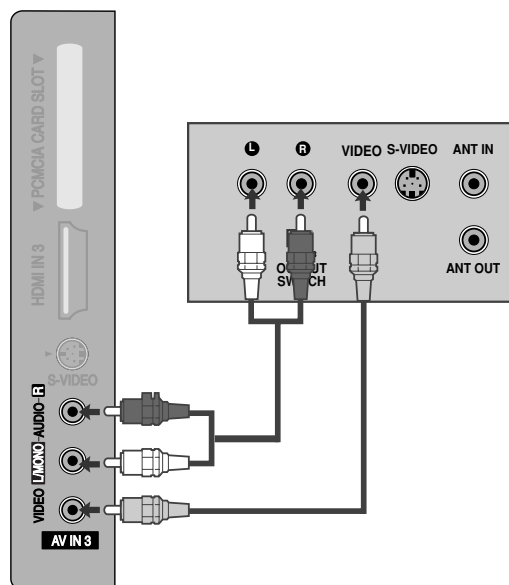 ▼ PCMCIA CARD SLOT ▼
HDMI IN 3
S-VIDEO
VIDEO L/MONO-AUDIO-R
AV IN 3
L R VIDEO S-VIDEO ANT IN
ANT OUT
SWITCH